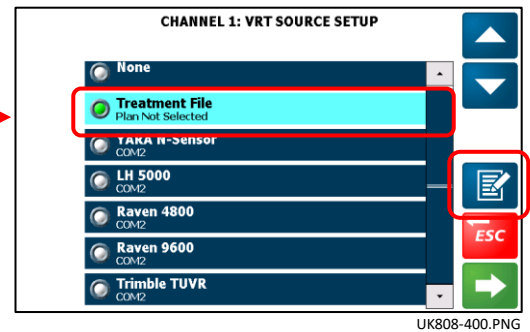 CHANNEL 1: VRT SOURCE SETUP
None
Treatment File
Plan Not Selected
YARA N-Sensor
COM2
LH 5000
COM2
Raven 4800
COM2
Raven 9600
COM2
Trimble TUVR
COM2
ESC
UK808-400.PNG